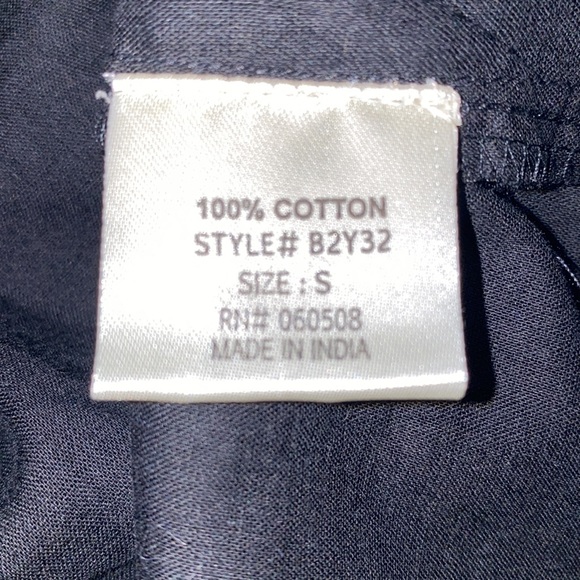 100% COTTON
STYLE# B2Y32
SIZE : S
RN# 060508
MADE IN INDIA